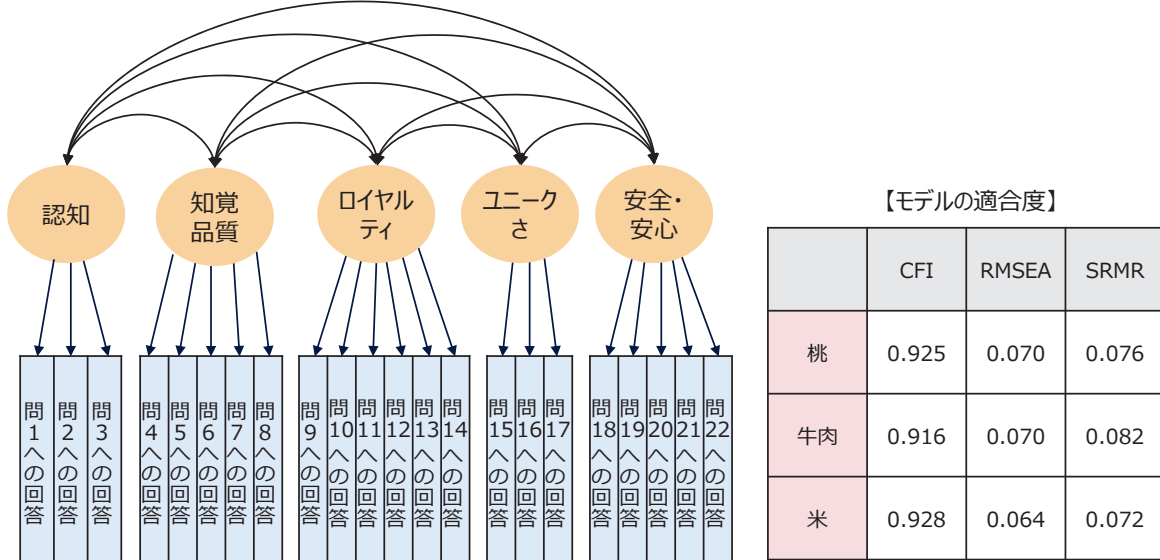 認知
知覚
品質
ロイヤル
ティ
ユニーク
さ
安全・
安心
問1への回答
問2への回答
問3への回答
問4への回答
問5への回答
問6への回答
問7への回答
問8への回答
問9への回答
問10への回答
問11への回答
問12への回答
問13への回答
問14への回答
問15への回答
問16への回答
問17への回答
問18への回答
問19への回答
問20への回答
問21への回答
問22への回答
【モデルの適合度】
CFI RMSEA SRMR
桃 0.925 0.070 0.076
牛肉 0.916 0.070 0.082
米 0.928 0.064 0.072